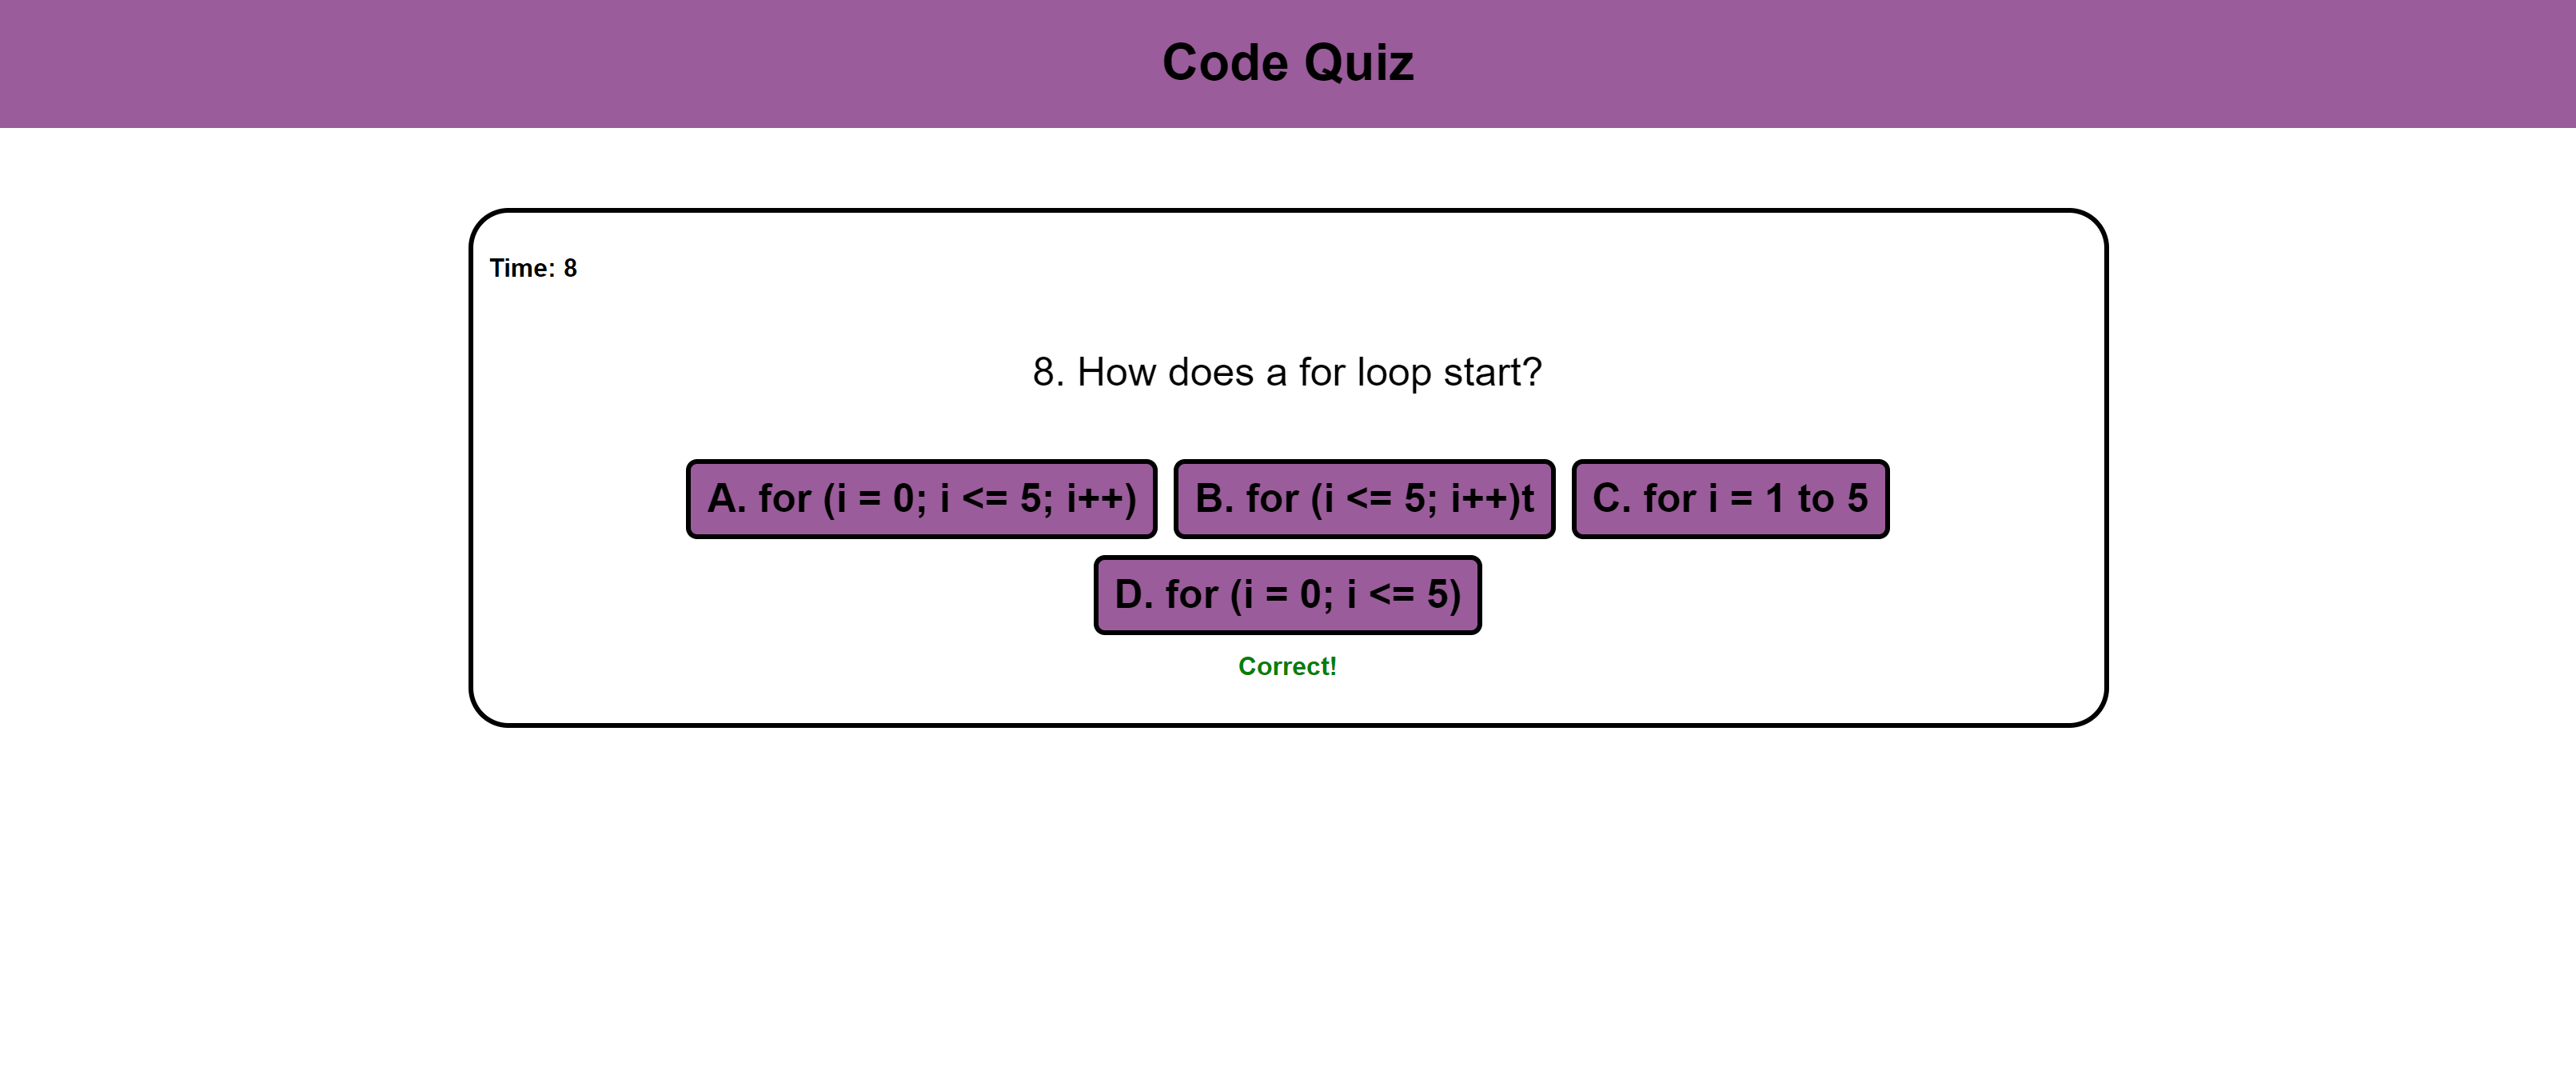 Code Quiz
Time: 8
8. How does a for loop start?
A. for (i = 0; i <= 5; i++) B. for (i <= 5; i++)t C. for i = 1 to 5
D. for (i = 0; i <= 5)
Correct!